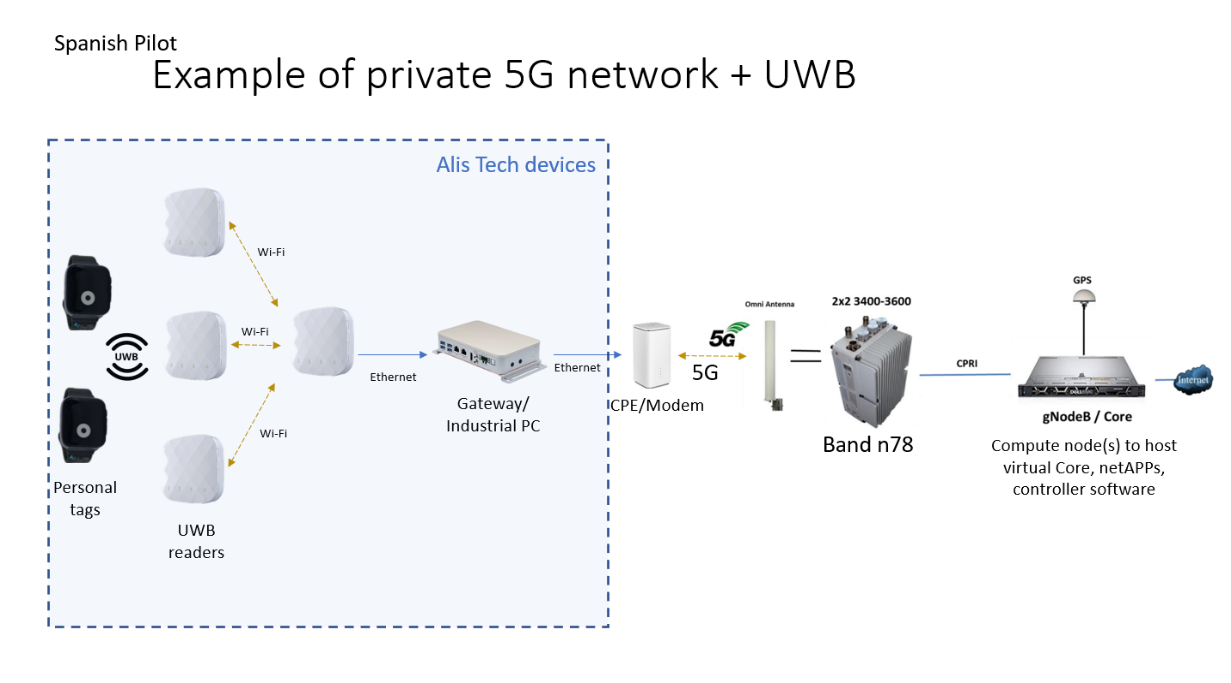 Spanish Pilot
Example of private 5G network + UWB
Alis Tech devices
Wi-Fi
Wi-Fi
Wi-Fi
UWB
Personal
tags
UWB
readers
Ethernet
Gateway/
Industrial PC
Ethernet
CPE/Modem
5G
5G
Omni Antenna
2x2 3400-3600
Band n78
CPRI
GPS
gNodeB / Core
Compute node(s) to host
virtual Core, netAPPs,
controller software
Internet